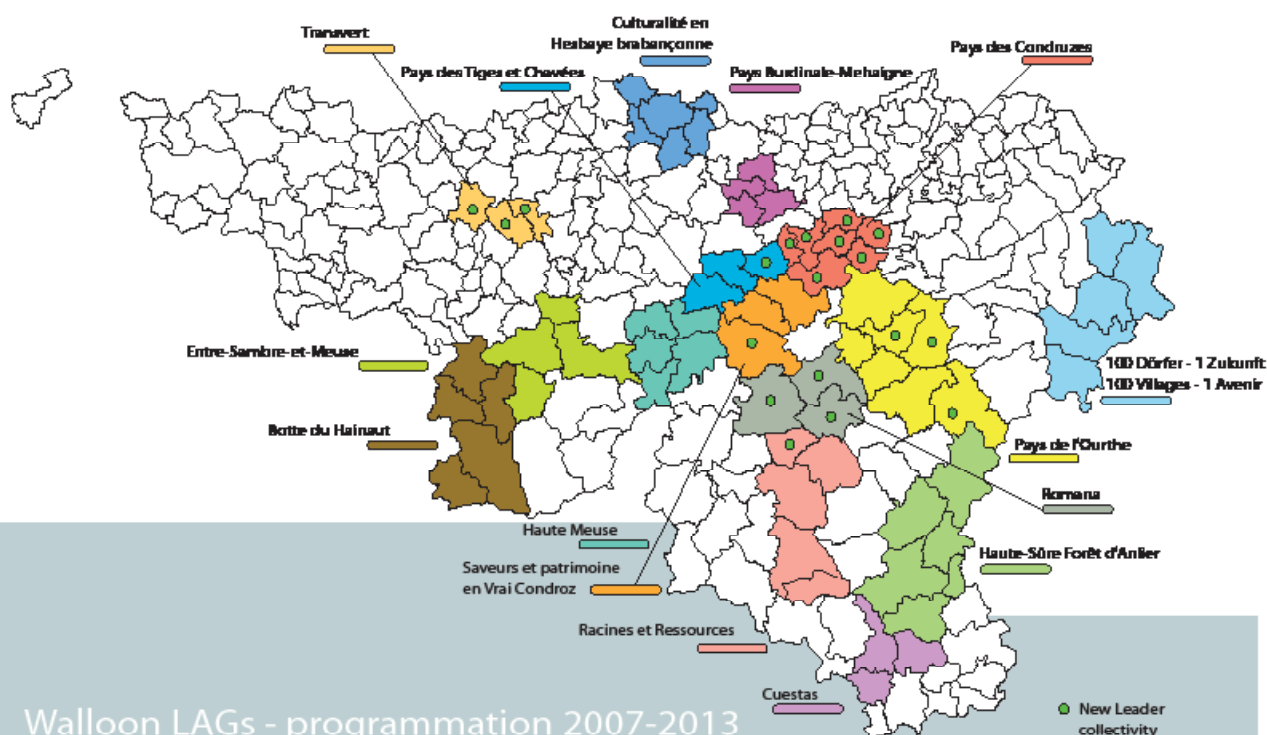 Transvert
Culturalité en
Hesbaye brabançonne
Pays des Condruzes
Pays des Tiges et Chavées
Pays Burdinale-Mehaigne
Entre-Sambre-et-Meuse
100 Dörfer - 1 Zukunft
100 Villages - 1 Avenir
Botte du Hainaut
Pays de l'Ourthe
Romana
Haute Meuse
Haute-Sûre Forêt d'Anlier
Saveurs et patrimoine
en Vrai Condroz
Racines et Ressources
Cuestas
New Leader
collectivity
Walloon LAGs - programmation 2007-2013